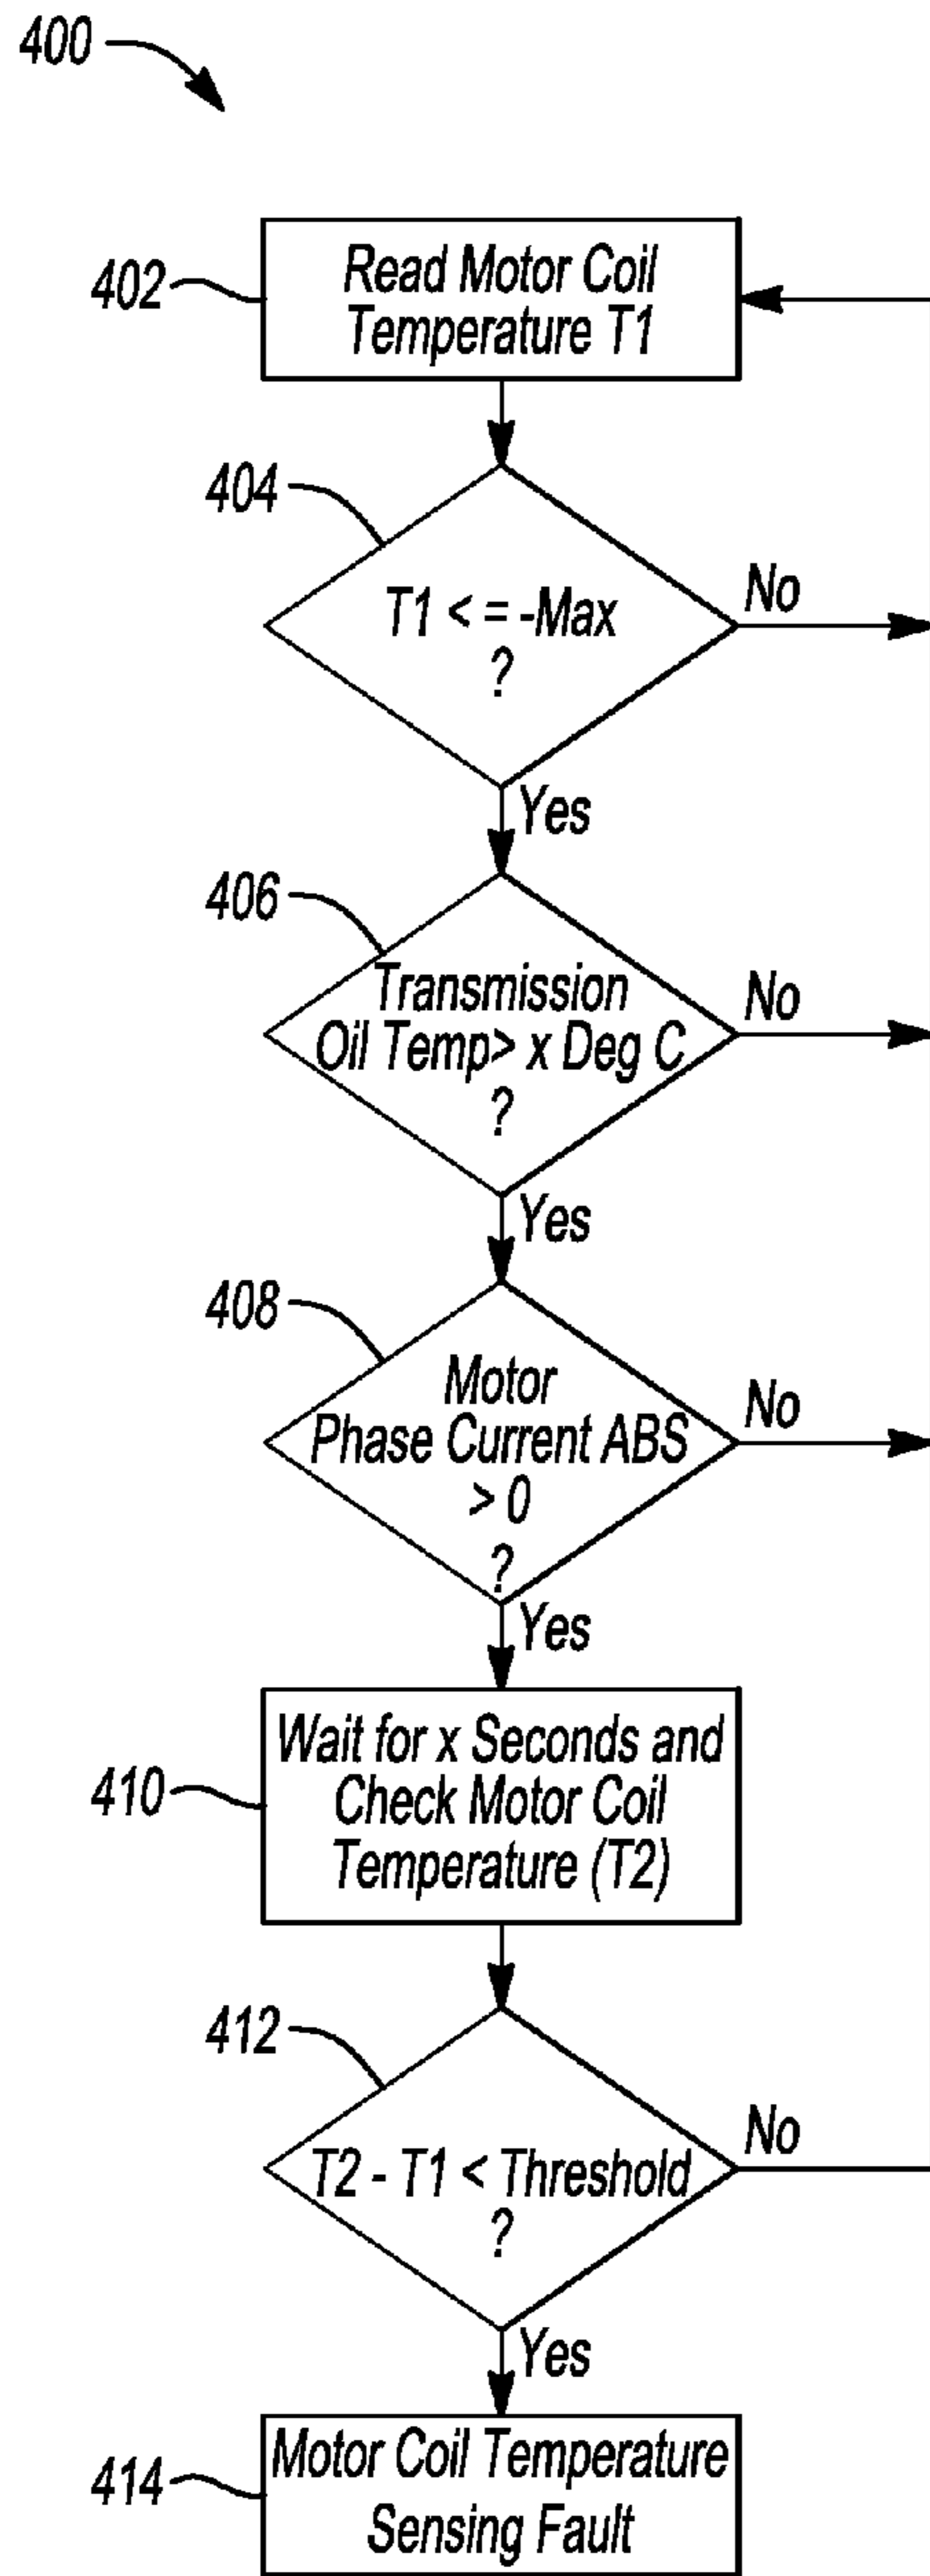 400
402
Read Motor Coil
Temperature T1
404
T1 < = -Max
?
No
Yes
406
Transmission
Oil Temp> x Deg C
?
No
Yes
408
Motor
Phase Current ABS
> 0
?
No
Yes
410
Wait for x Seconds and
Check Motor Coil
Temperature (T2)
412
T2 - T1 < Threshold
?
No
Yes
414
Motor Coil Temperature
Sensing Fault